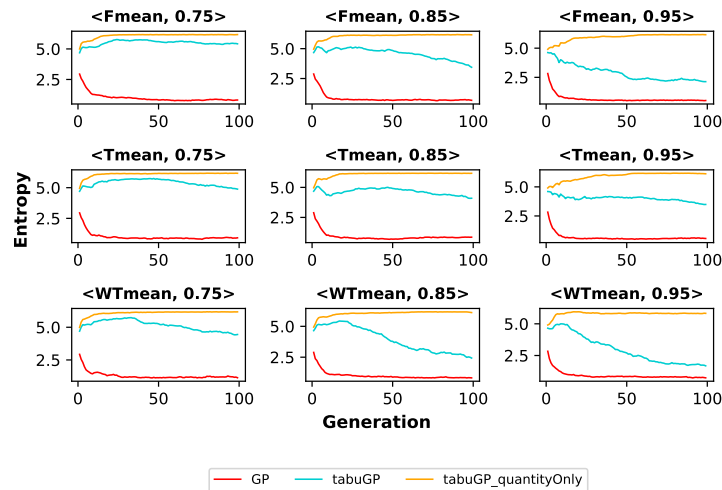 <Fmean, 0.75> <Fmean, 0.85> <Fmean, 0.95>
5.0 5.0 5.0
2.5 2.5 2.5
0 50 100 0 50 100 0 50 100
<Tmean, 0.75> <Tmean, 0.85> <Tmean, 0.95>
5.0 5.0 5.0
2.5 2.5 2.5
0 50 100 0 50 100 0 50 100
Entropy
<WTmean, 0.75> <WTmean, 0.85> <WTmean, 0.95>
5.0 5.0 5.0
2.5 2.5 2.5
0 50 100 0 50 100 0 50 100
Generation
GP tabuGP tabuGP_quantityOnly